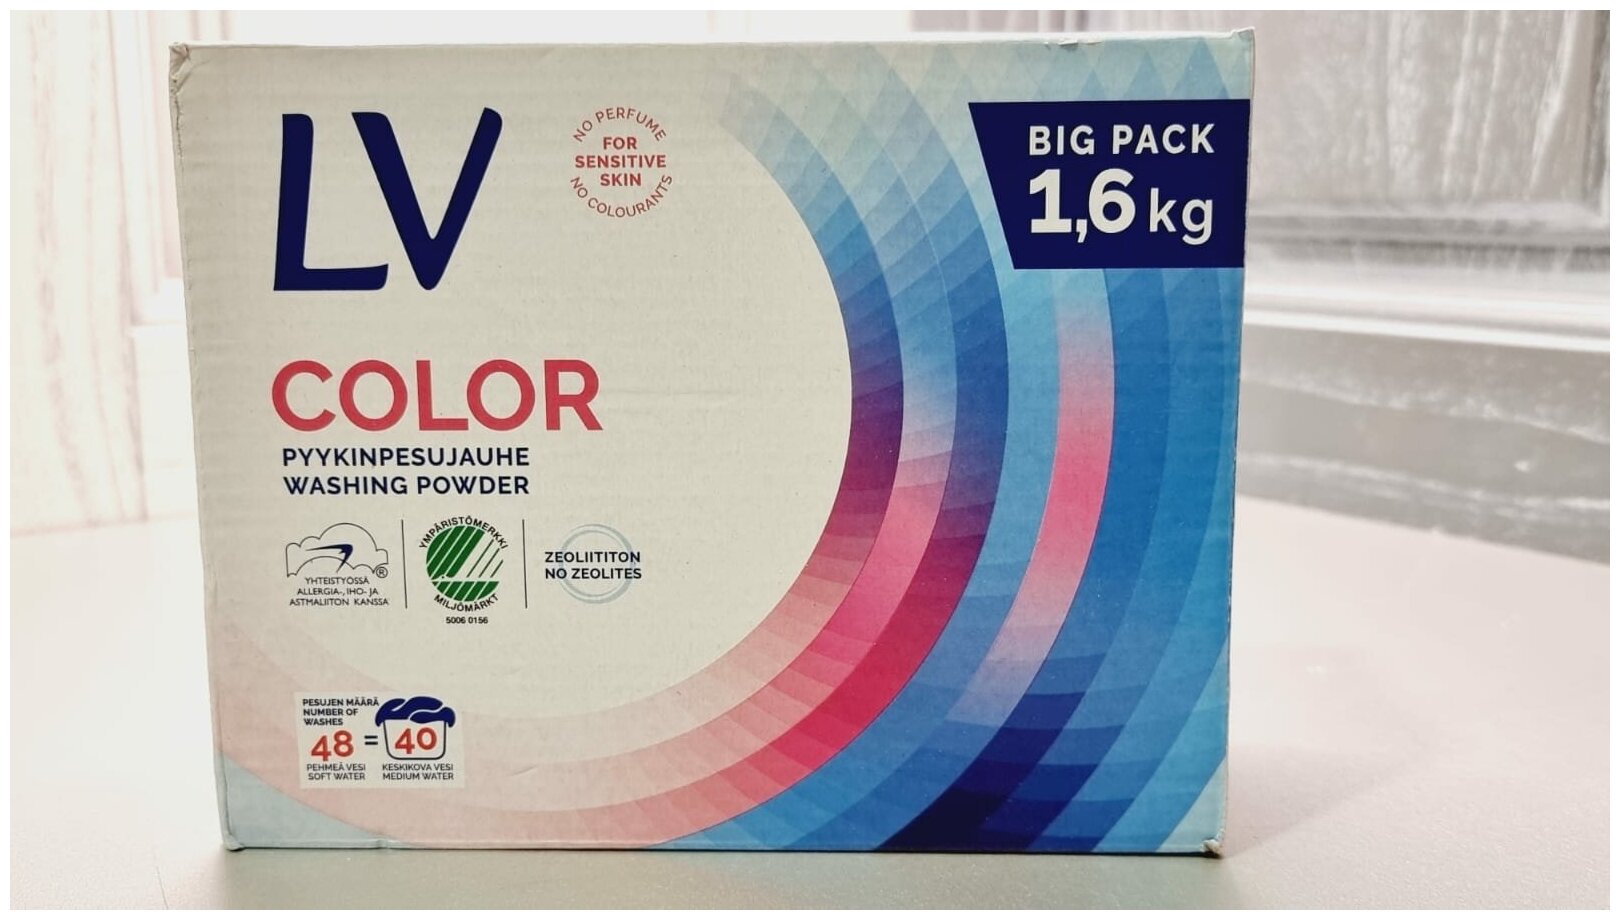 LV
NO PERFUME
FOR
SENSITIVE
SKIN
NO COLOURANTS
BIG PACK
1,6 kg
COLOR
PYYKINPESUJAUHE
WASHING POWDER
YHTEISTYÖSSÄ
ALLERGIA-, IHO- JA
ASTMALIITON KANSSA
®
YMPÄRISTÖMERKKI
MILJÖMÄRKT
5006 0156
ZEOLIITITON
NO ZEOLITES
PESUJEN MÄÄRÄ
NUMBER OF
WASHES
48 = 40
PEHMEÄ VESI
SOFT WATER
KESKIKOVA VESI
MEDIUM WATER